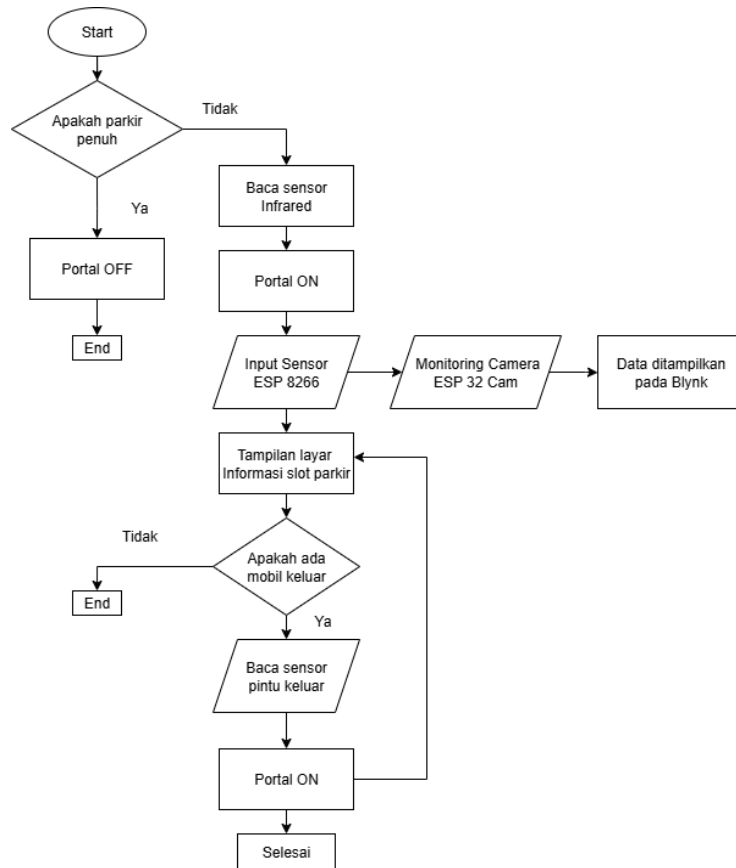 Start
Apakah parkir
penuh
Tidak
Ya
Baca sensor
Infrared
Portal OFF
Portal ON
End
Input Sensor
ESP 8266
Monitoring Camera
ESP 32 Cam
Data ditampilkan
pada Blynk
Tampilan layar
Informasi slot parkir
Tidak
Apakah ada
mobil keluar
End
Ya
Baca sensor
pintu keluar
Portal ON
Selesai